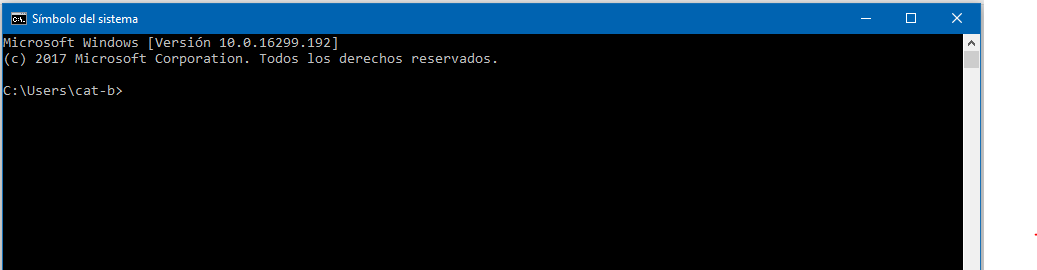 Símbolo del sistema
Microsoft Windows [Versión 10.0.16299.192]
(c) 2017 Microsoft Corporation. Todos los derechos reservados.
C:\Users\cat-b>